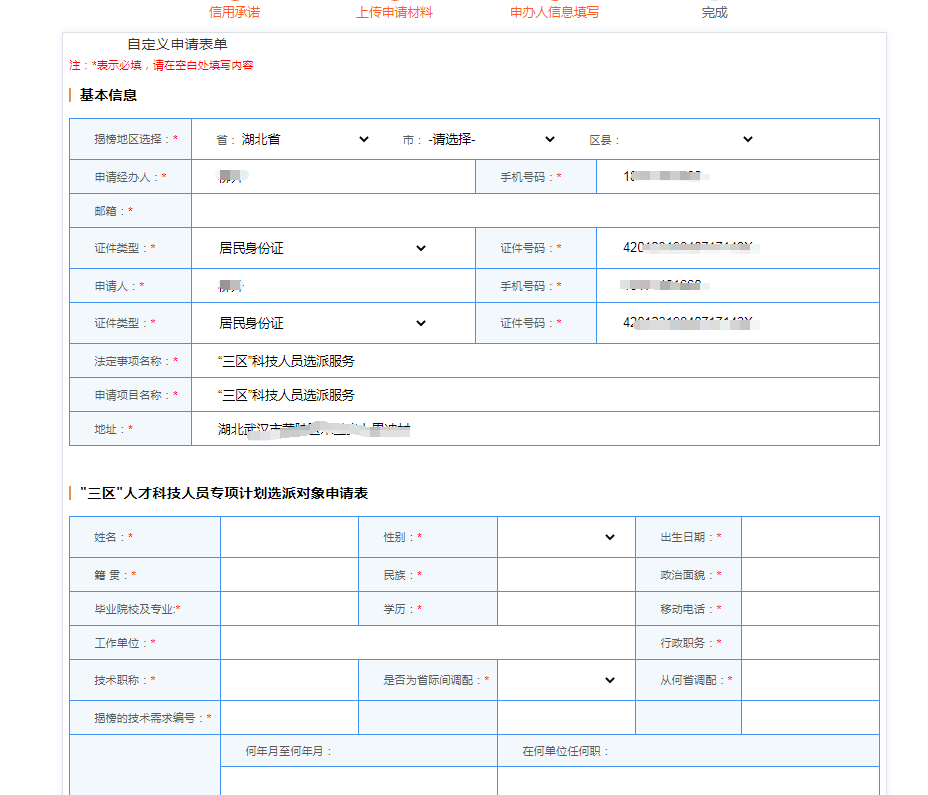 信用承诺 上传申请材料 申办人信息填写 完成
自定义申请表单
注：*表示必填，请在空白处填写内容
基本信息
揭榜地区选择：* 省：湖北省 市：-请选择- 区县：
申请经办人：* 手机号码：*
邮箱：*
证件类型：* 居民身份证 证件号码：*
申请人：* 手机号码：*
证件类型：* 居民身份证 证件号码：*
法定事项名称：* “三区”科技人员选派服务
申请项目名称：* “三区”科技人员选派服务
地址：* 湖北武汉市
"三区"人才科技人员专项计划选派对象申请表
姓名：* 性别：* 出生日期：*
籍 贯：* 民族：* 政治面貌：*
毕业院校及专业:* 学历：* 移动电话：*
工作单位：* 行政职务：*
技术职称：* 是否为省际间调配：* 从何省调配：*
揭榜的技术需求编号：*
何年月至何年月： 在何单位任何职：